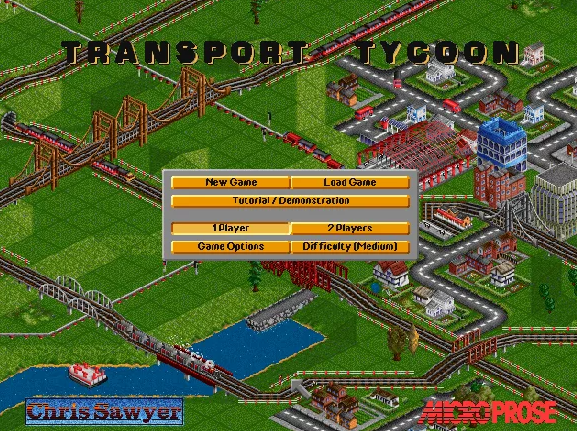 TRANSPORT TYCOON
New Game
Load Game
Tutorial / Demonstration
1 Player
2 Players
Game Options
Difficulty (Medium)
Chris Sawyer
MICROPROSE